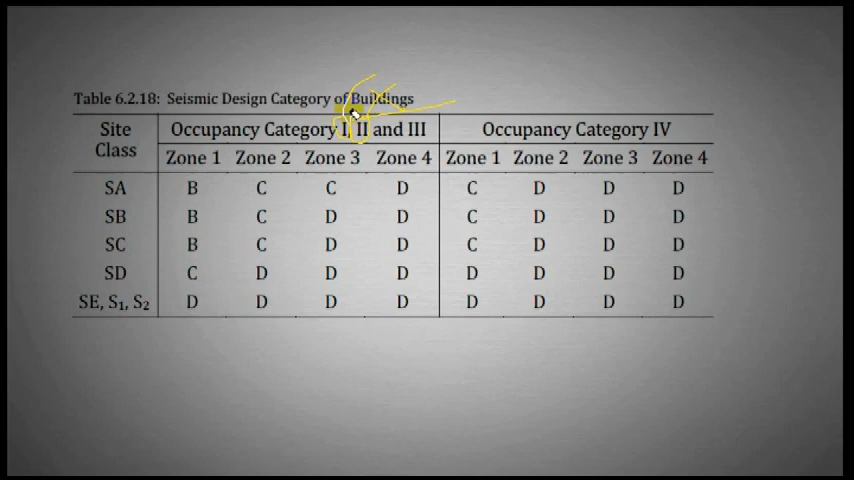 Table 6.2.18: Seismic Design Category of Buildings
Site Class Occupancy Category I, II and III Occupancy Category IV
Zone 1 Zone 2 Zone 3 Zone 4 Zone 1 Zone 2 Zone 3 Zone 4
SA B C C D C D D D
SB B C D D C D D D
SC B C D D C D D D
SD C D D D D D D D
SE, S₁, S₂ D D D D D D D D